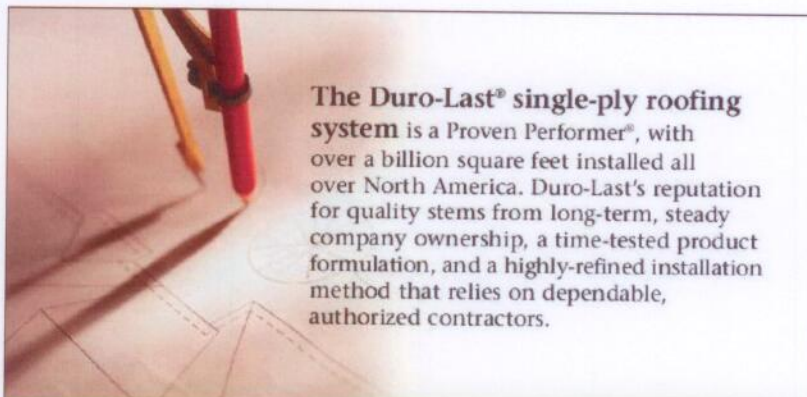 The Duro-Last® single-ply roofing
system is a Proven Performer®, with
over a billion square feet installed all
over North America. Duro-Last's reputation
for quality stems from long-term, steady
company ownership, a time-tested product
formulation, and a highly-refined installation
method that relies on dependable,
authorized contractors.